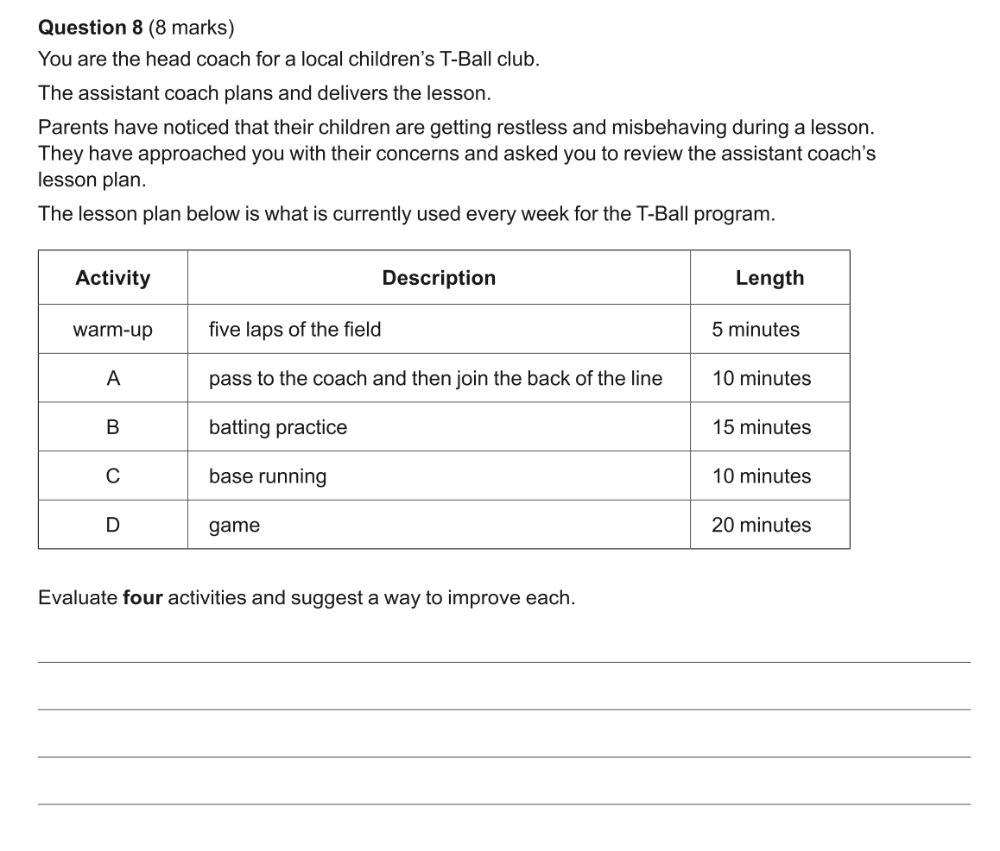 Question 8 (8 marks)
You are the head coach for a local children’s T-Ball club.
The assistant coach plans and delivers the lesson.
Parents have noticed that their children are getting restless and misbehaving during a lesson.
They have approached you with their concerns and asked you to review the assistant coach’s
lesson plan.
The lesson plan below is what is currently used every week for the T-Ball program.
Activity Description Length
warm-up five laps of the field 5 minutes
A pass to the coach and then join the back of the line 10 minutes
B batting practice 15 minutes
C base running 10 minutes
D game 20 minutes
Evaluate four activities and suggest a way to improve each.